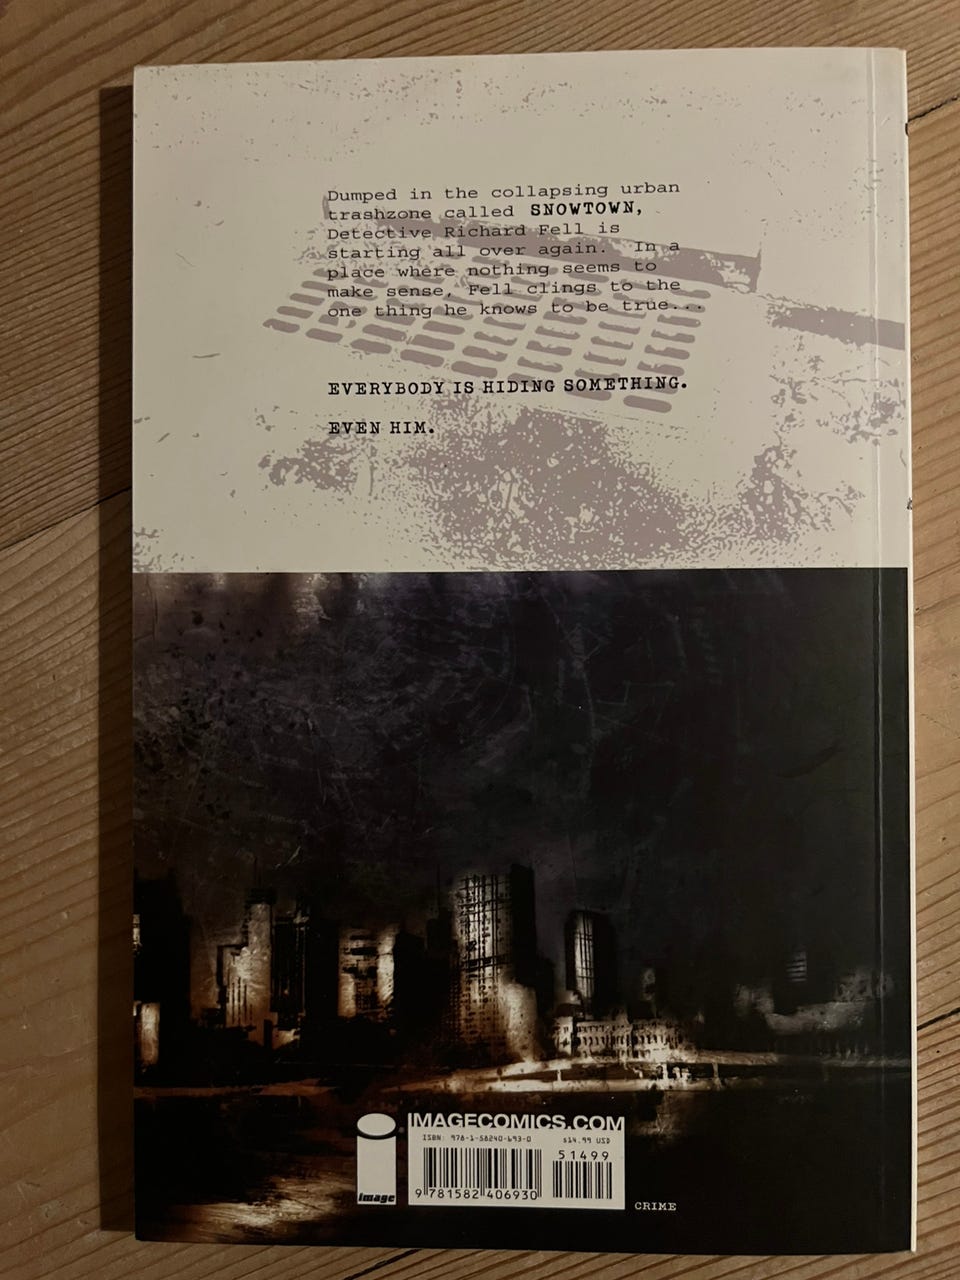 Dumped in the collapsing urban
trashzone called SNOWTOWN,
Detective Richard Fell is
starting all over again. In a
place where nothing seems to
make sense, Fell clings to the
one thing he knows to be true...
EVERYBODY IS HIDING SOMETHING.
EVEN HIM.
IMAGECOMICS.COM
ISBN: 978-1-58240-693-0 $14.99 USD
51499
9 781582 406930
image
CRIME